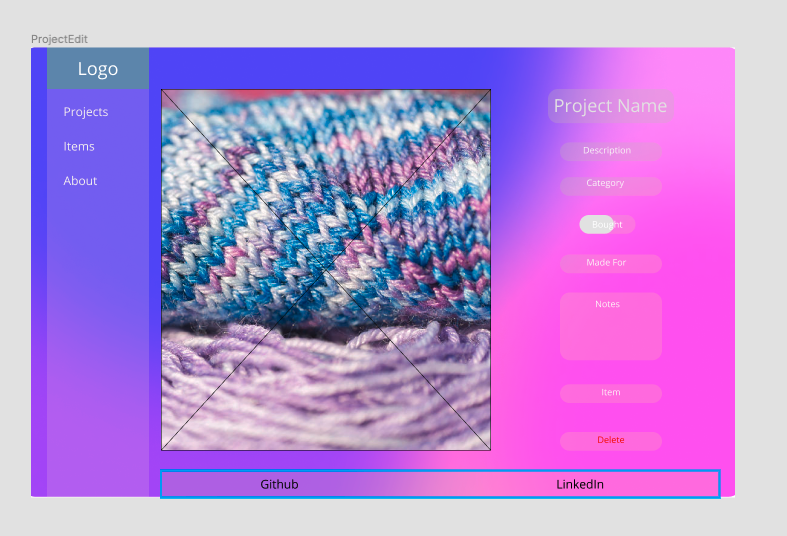 ProjectEdit
Logo
Projects
Items
About
Project Name
Description
Category
Bought
Made For
Notes
Item
Delete
Github
LinkedIn